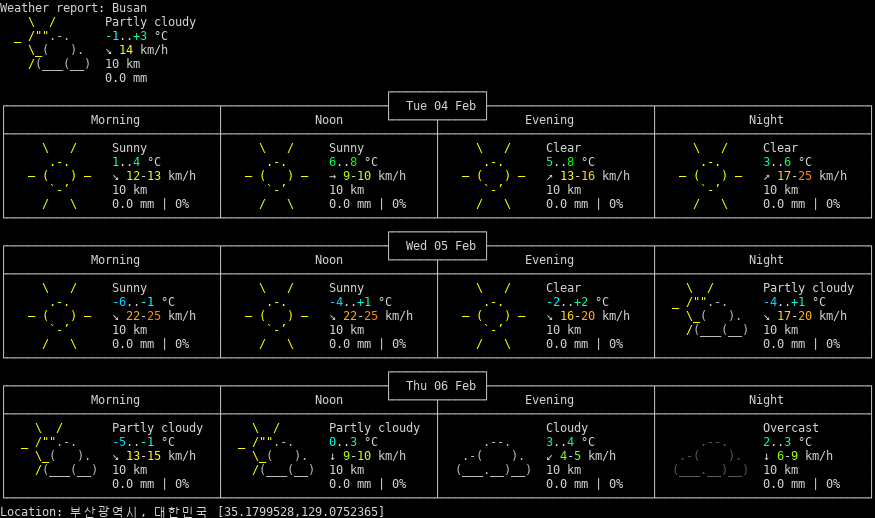 Weather report: Busan
Partly cloudy
-1..+3 °C
↘ 14 km/h
10 km
0.0 mm
Tue 04 Feb
Morning Noon Evening Night
Sunny Sunny Clear Clear
1..4 °C 6..8 °C 5..8 °C 3..6 °C
↘ 12-13 km/h → 9-10 km/h ↗ 13-16 km/h ↗ 17-25 km/h
10 km 10 km 10 km 10 km
0.0 mm | 0% 0.0 mm | 0% 0.0 mm | 0% 0.0 mm | 0%
Wed 05 Feb
Morning Noon Evening Night
Sunny Sunny Clear Partly cloudy
-6..-1 °C -4..+1 °C -2..+2 °C -4..+1 °C
↘ 22-25 km/h ↘ 22-25 km/h ↘ 16-20 km/h ↘ 17-20 km/h
10 km 10 km 10 km 10 km
0.0 mm | 0% 0.0 mm | 0% 0.0 mm | 0% 0.0 mm | 0%
Thu 06 Feb
Morning Noon Evening Night
Partly cloudy Partly cloudy Cloudy Overcast
-5..-1 °C 0..3 °C 3..4 °C 2..3 °C
↘ 13-15 km/h ↓ 9-10 km/h ↙ 4-5 km/h ↓ 6-9 km/h
10 km 10 km 10 km 10 km
0.0 mm | 0% 0.0 mm | 0% 0.0 mm | 0% 0.0 mm | 0%
Location: 부산광역시, 대한민국 [35.1799528,129.0752365]